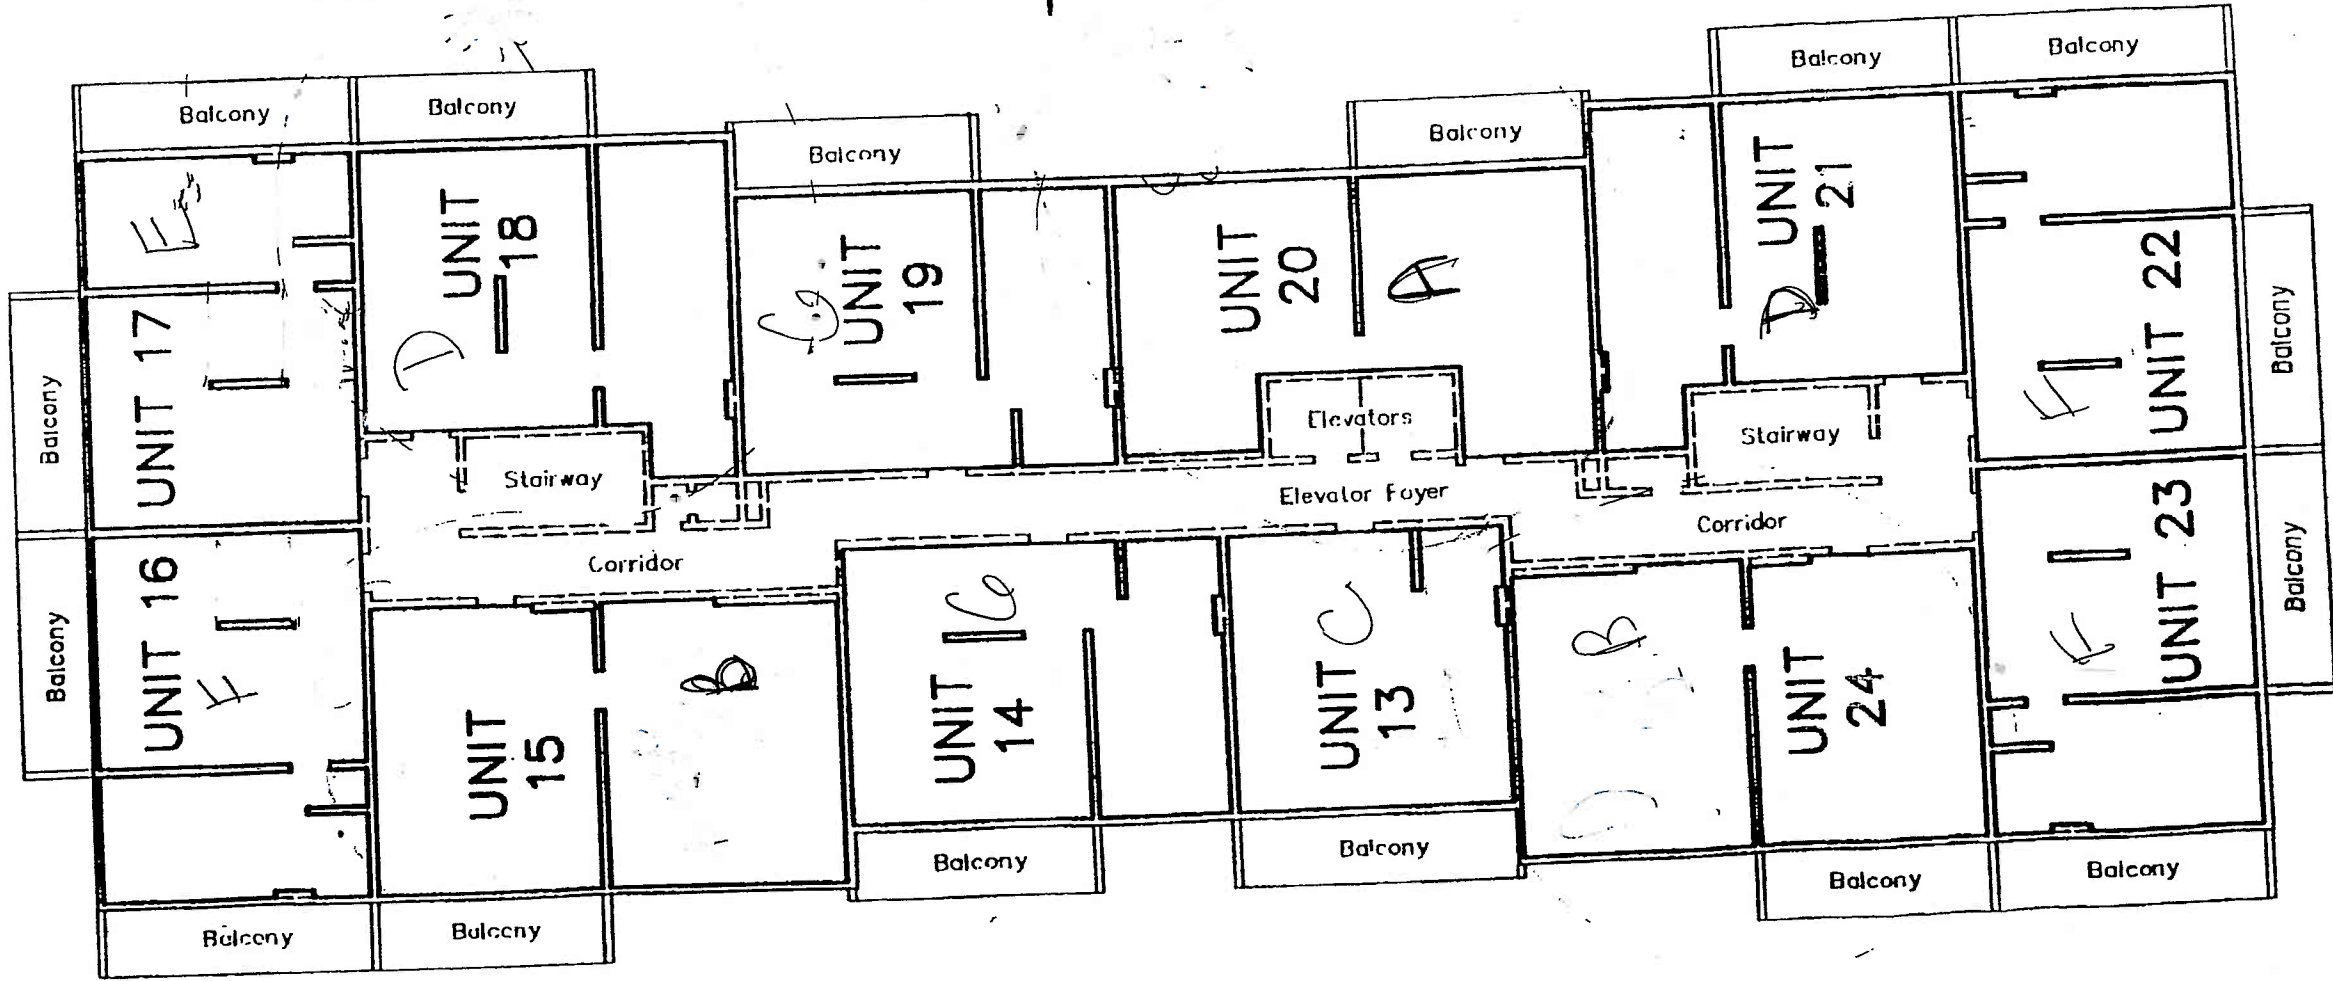 Balcony
Balcony
Balcony
Balcony
Balcony
Balcony
E
UNIT
18
D
UNIT
19
UNIT
20
A
UNIT
21
D
UNIT 22
Balcony
UNIT 17
Balcony
Stairway
Elevators
Stairway
Elevator Foyer
Corridor
Corridor
UNIT 16
F
Balcony
UNIT
15
B
UNIT
14
UNIT
13
C
B
UNIT
24
UNIT 23
Balcony
Balcony
Balcony
Balcony
Balcony
Balcony
Balcony